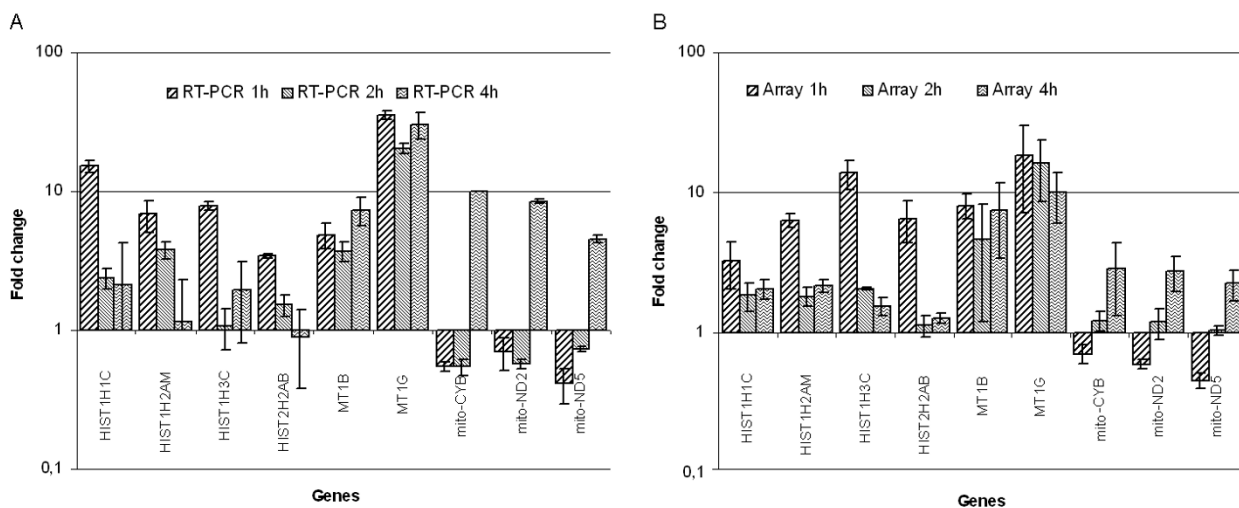 A
100
10
1
0,1
Fold change
RT-PCR 1h RT-PCR 2h RT-PCR 4h
HIST1H1C
HIST1H2AM
HIST1H3C
HIST2H2AB
MT1B
MT1G
mito-CYB
mito-ND2
mito-ND5
Genes
B
100
10
1
0,1
Fold change
Array 1h Array 2h Array 4h
HIST1H1C
HIST1H2AM
HIST1H3C
HIST2H2AB
MT1B
MT1G
mito-CYB
mito-ND2
mito-ND5
Genes